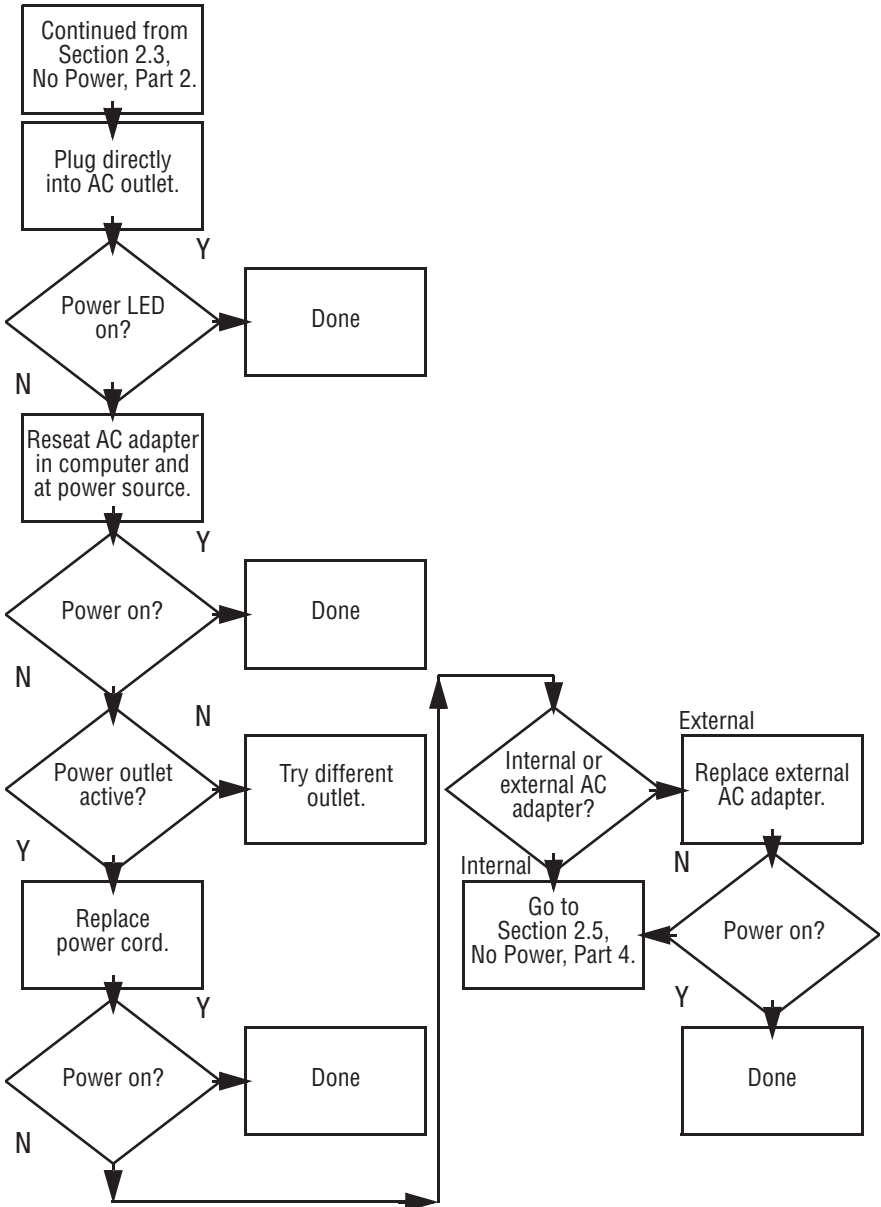 Continued from
Section 2.3,
No Power, Part 2.
Plug directly
into AC outlet.
Y
Power LED
on?
Done
N
Reseat AC adapter
in computer and
at power source.
Y
Power on?
Done
N
N
Power outlet
active?
Try different
outlet.
Y
Replace
power cord.
Y
Power on?
Done
N
Internal or
external AC
adapter?
External
Replace external
AC adapter.
Internal
N
Go to
Section 2.5,
No Power, Part 4.
Power on?
Y
Done